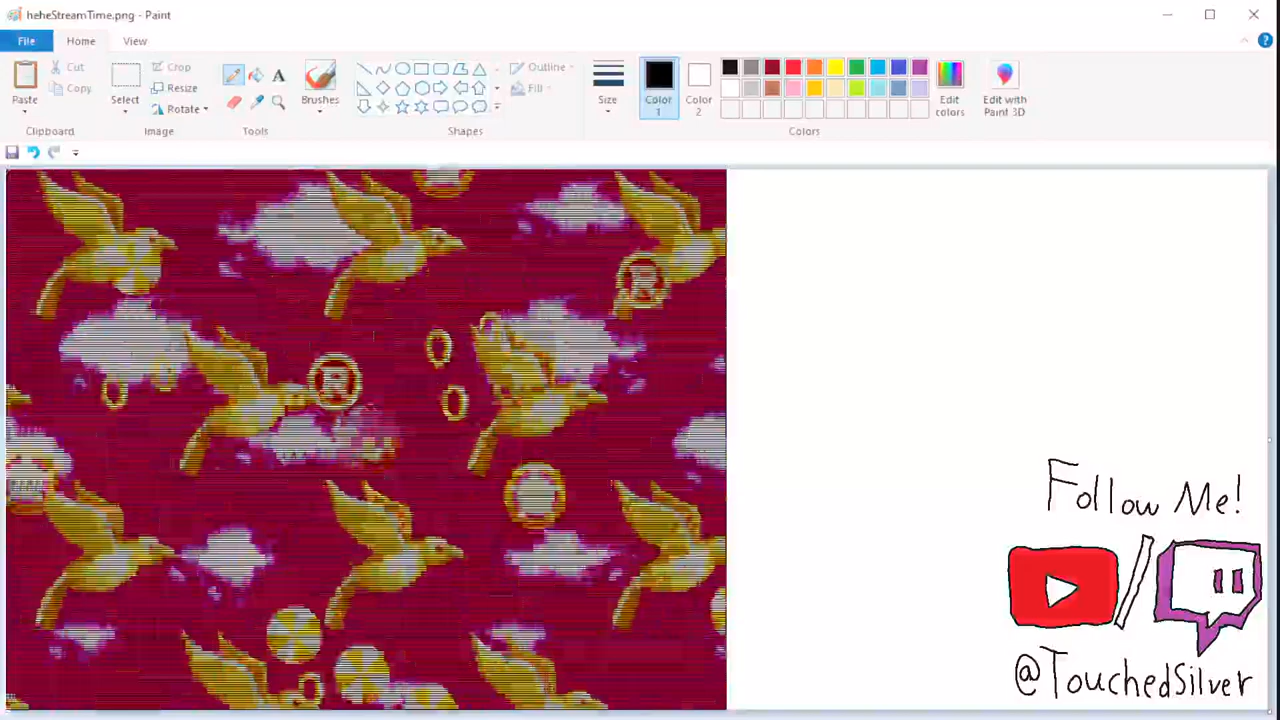 heheStreamTime.png - Paint
File Home View
Paste
Cut
Copy
Clipboard
Select
Crop
Resize
Rotate
Image
A
Tools
Brushes
Outline
Fill
Shapes
Size
Color 1
Color 2
Edit colors
Edit with Paint 3D
Colors
R
R
Follow Me!
@TouchedSilver